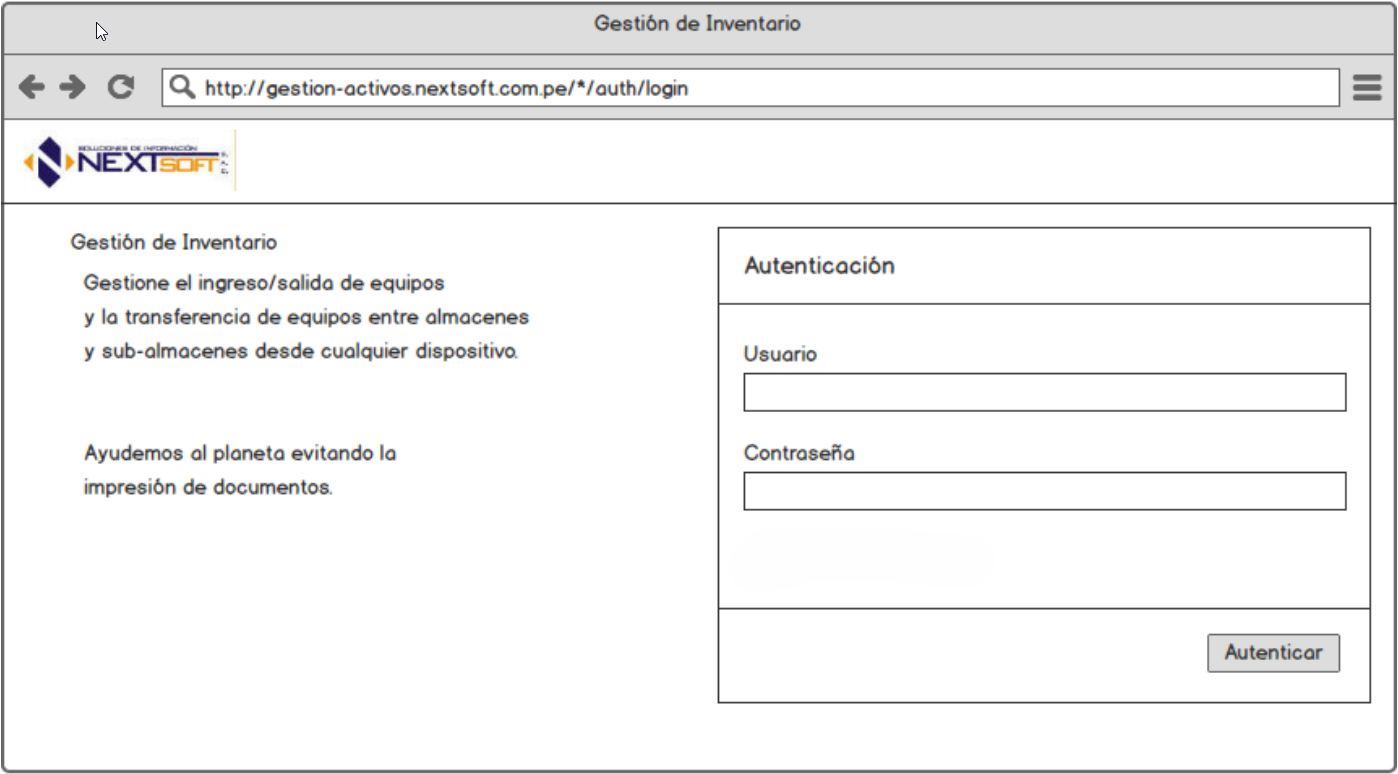 Gestión de Inventario
http://gestion-activos.nextsoft.com.pe/*/auth/login
SOLUCIONES DE INFORMACIÓN
NEXTSOFT
Gestión de Inventario
Gestione el ingreso/salida de equipos
y la transferencia de equipos entre almacenes
y sub-almacenes desde cualquier dispositivo.
Ayudemos al planeta evitando la
impresión de documentos.
Autenticación
Usuario
Contraseña
Autenticar